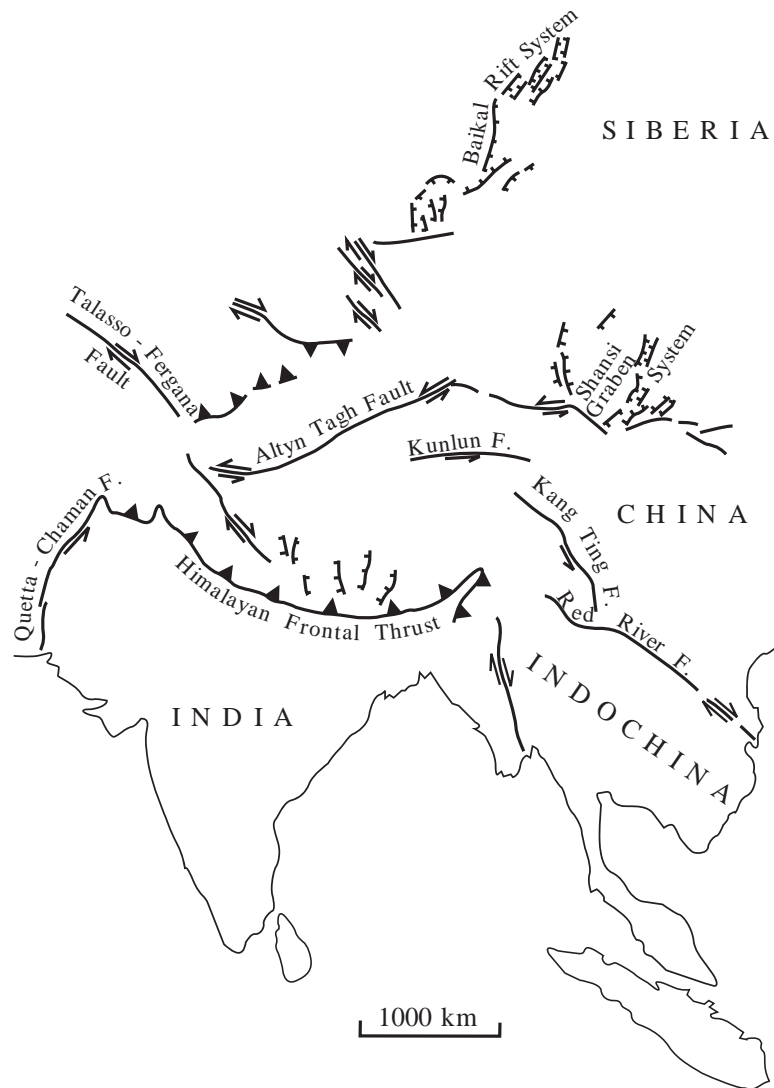 Baikal Rift System
SIBERIA
Talasso - Fergana
Fault
Shansi
Graben
System
Altyn Tagh Fault
Kunlun F.
Quetta - Chaman F.
Kang Ting F.
CHINA
Himalayan Frontal Thrust
Red River F.
INDIA
INDOCHINA
1000 km